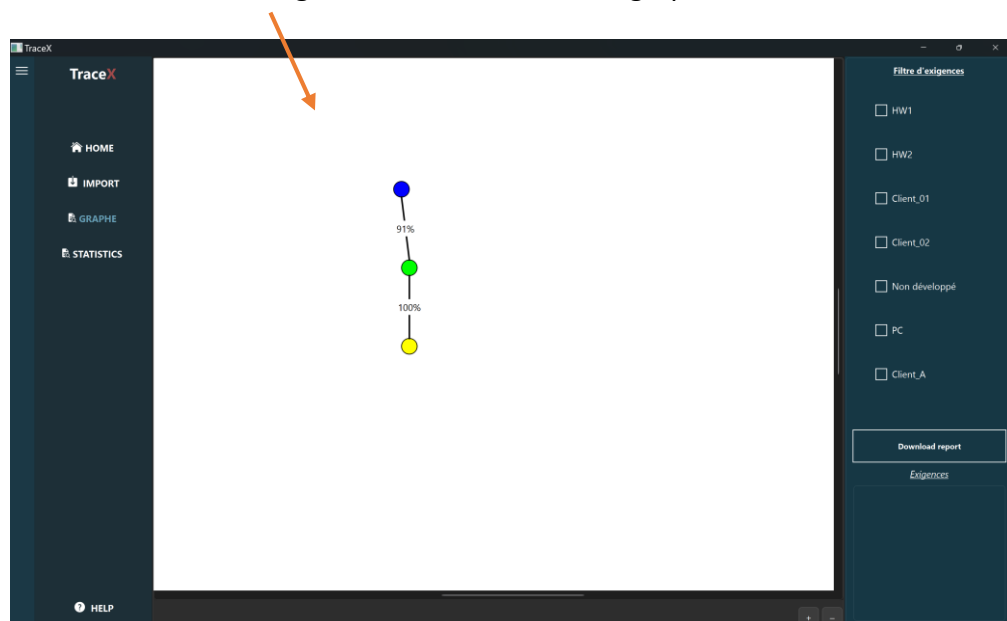 TraceX
TraceX
HOME
IMPORT
GRAPHE
STATISTICS
HELP
91%
100%
Filtre d'exigences
HW1
HW2
Client_01
Client_02
Non développé
PC
Client_A
Download report
Exigences
+ -